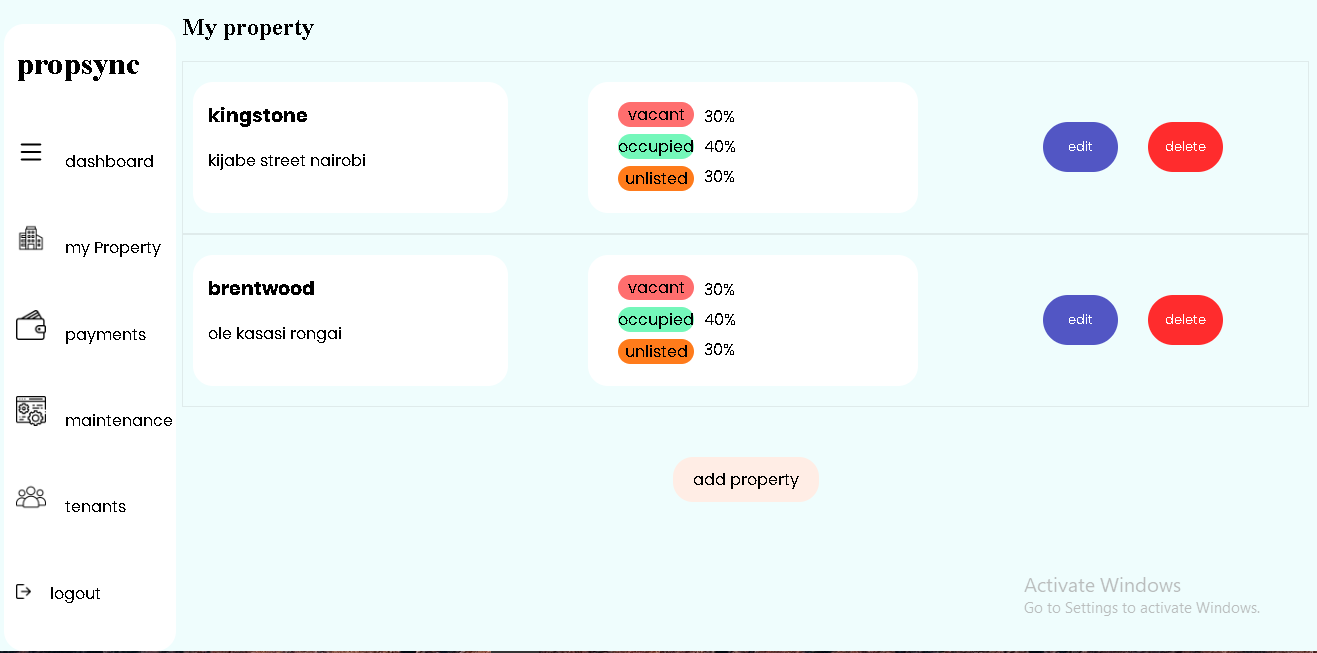 My property
propsync
dashboard
my Property
payments
maintenance
tenants
logout
kingstone
kijabe street nairobi
vacant 30%
occupied 40%
unlisted 30%
edit delete
brentwood
ole kasasi rongai
vacant 30%
occupied 40%
unlisted 30%
edit delete
add property
Activate Windows
Go to Settings to activate Windows.